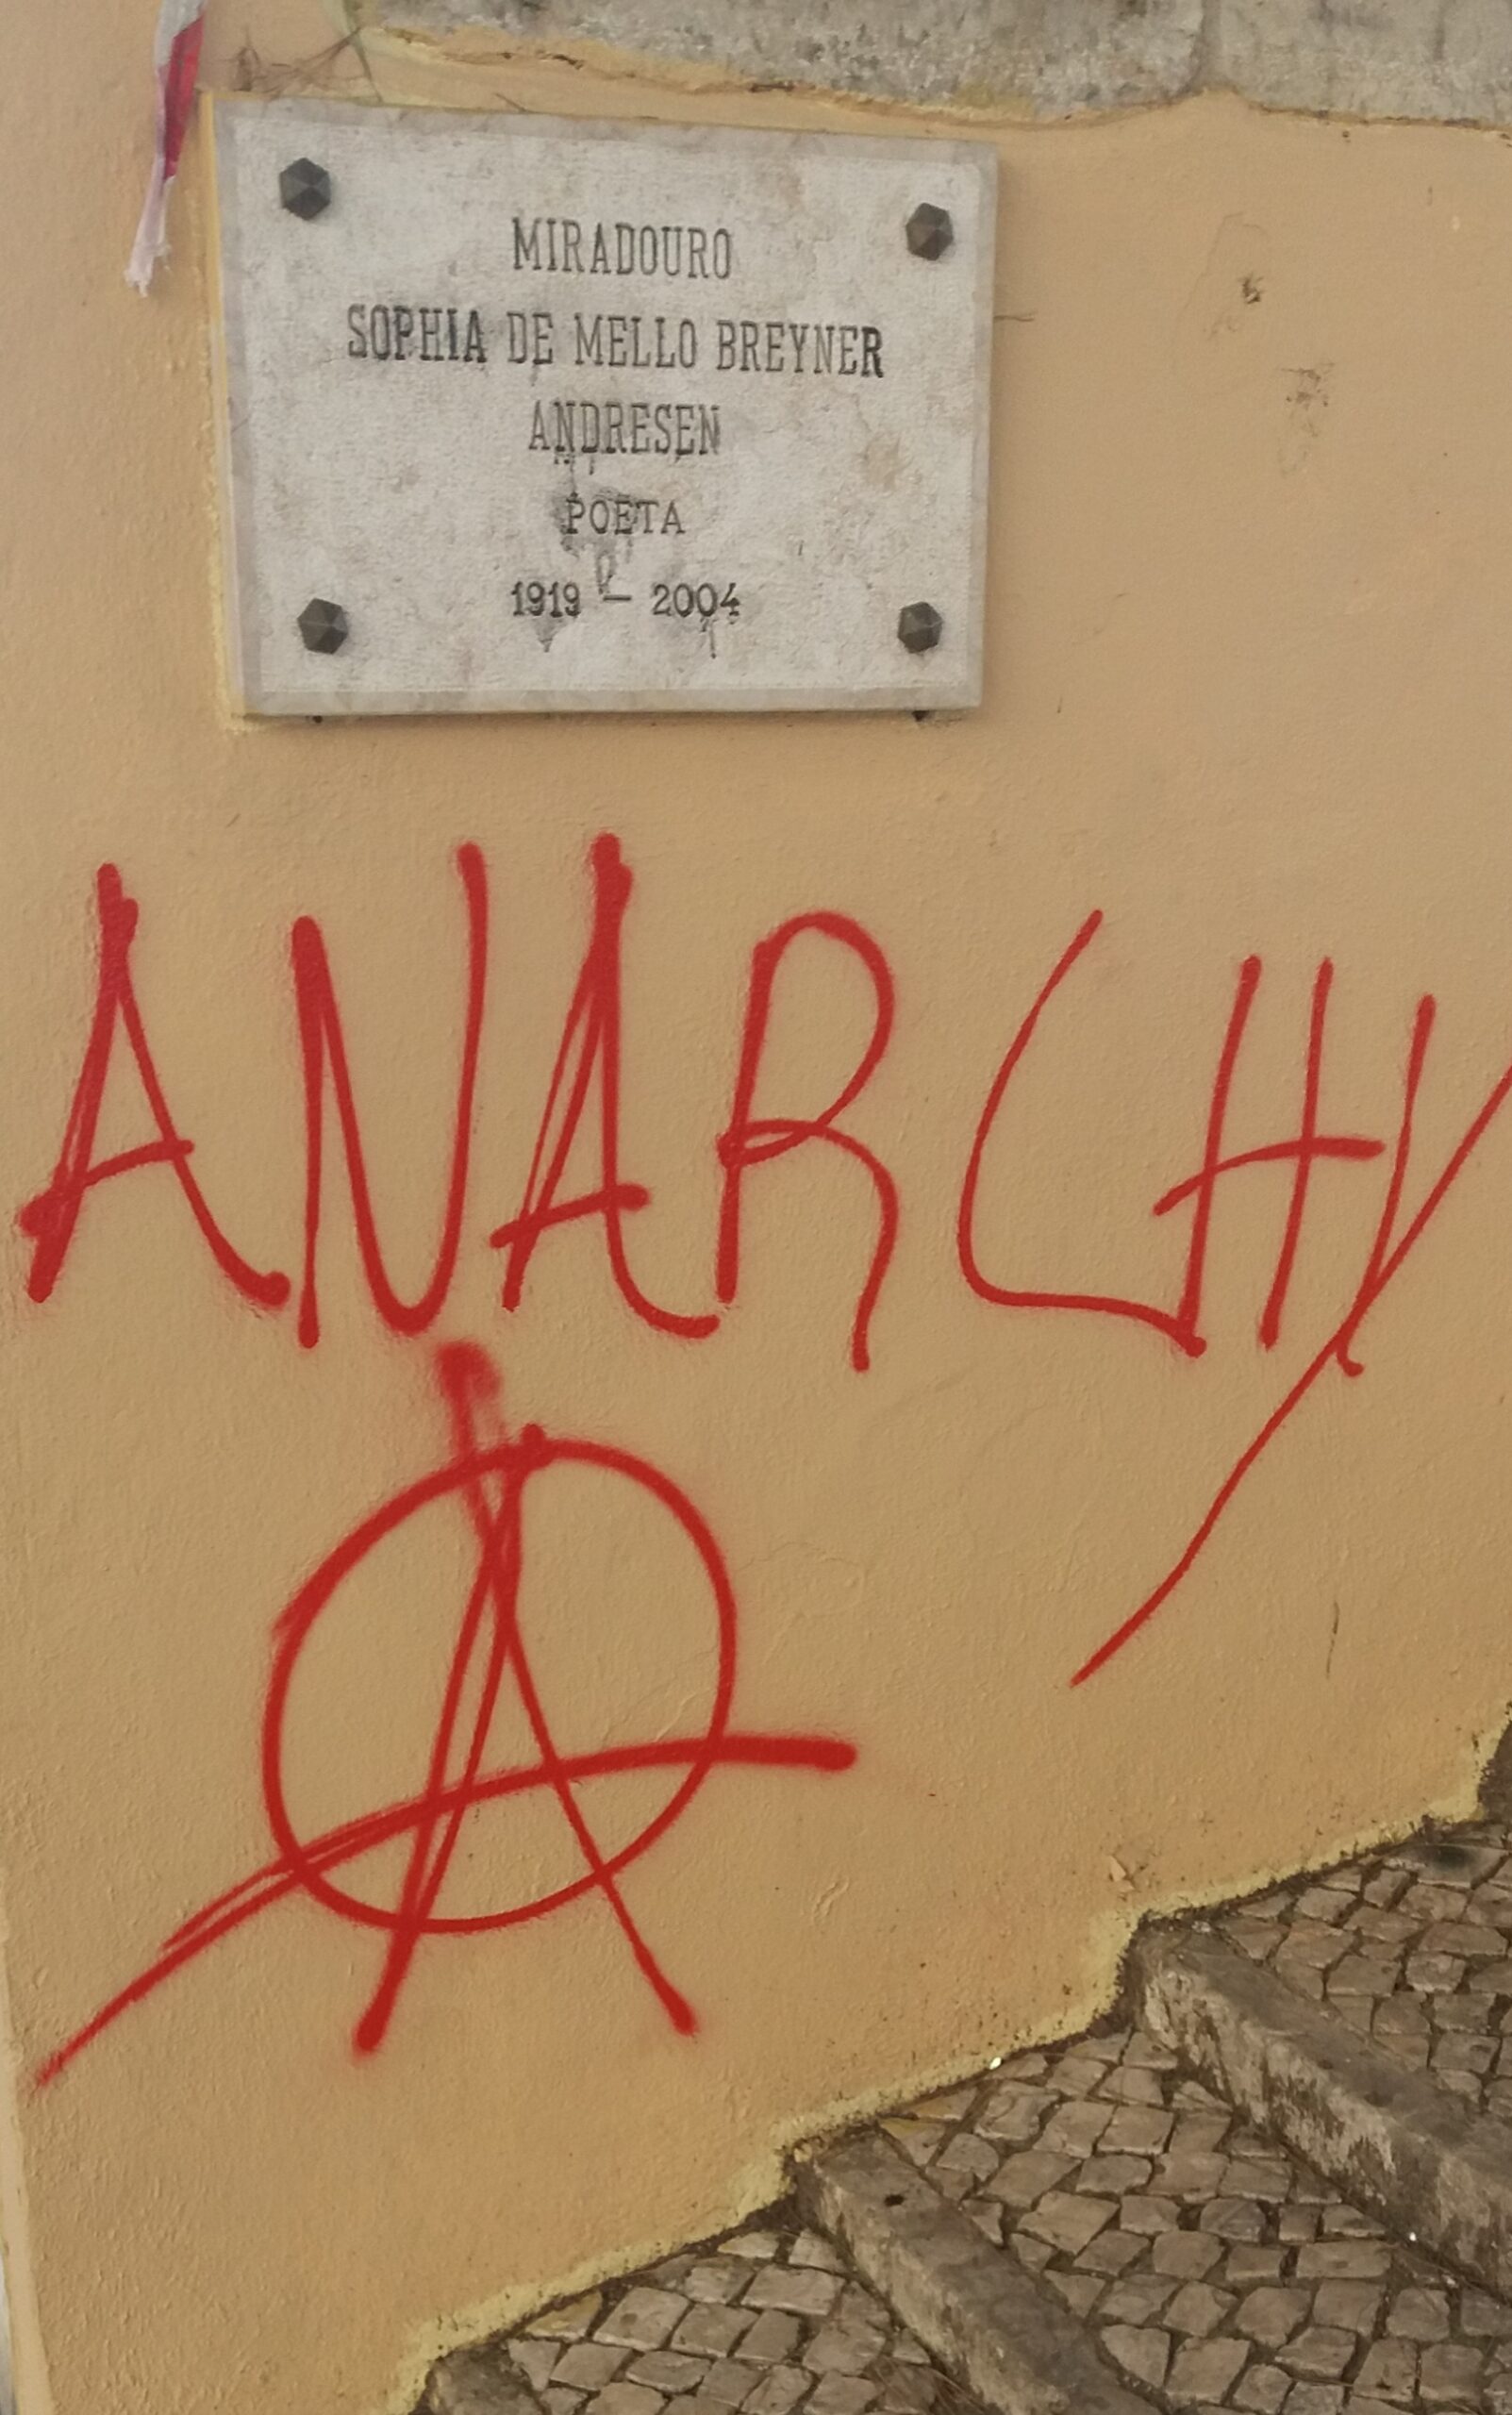 MIRADOURO
SOPHIA DE MELLO BREYNER
ANDRESEN
POETA
1919 – 2004
ANARCHY
A